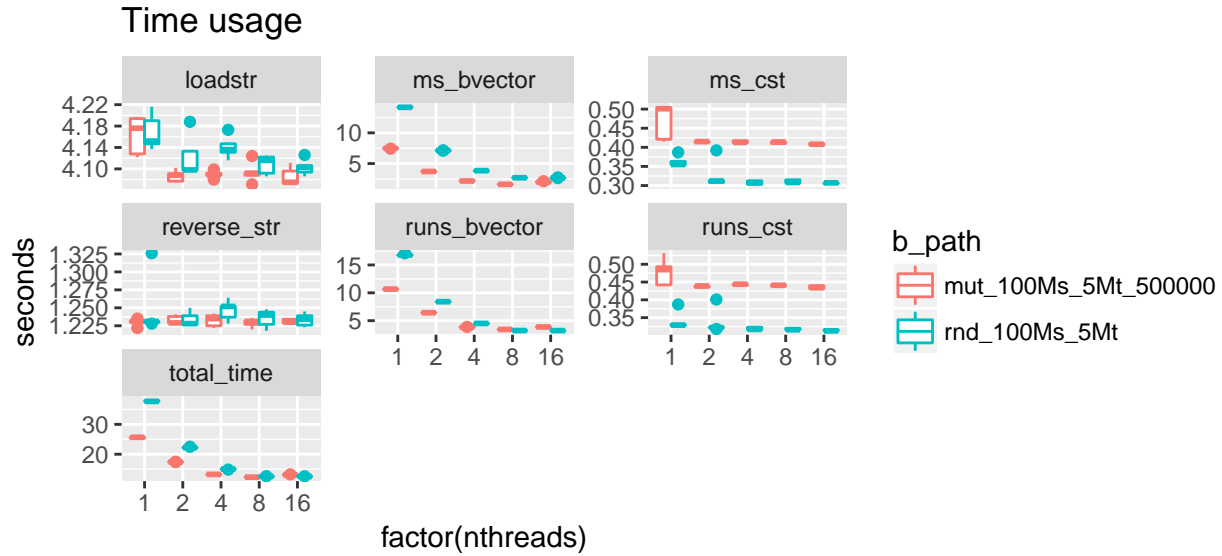 Time usage
loadstr
ms_bvector
ms_cst
4.22
4.18
4.14
4.10
10
5
0.50
0.45
0.40
0.35
0.30
reverse_str
runs_bvector
runs_cst
1.325
1.300
1.275
1.250
1.225
15
10
5
0.50
0.45
0.40
0.35
1 2 4 8 16
1 2 4 8 16
total_time
30
20
1 2 4 8 16
seconds
factor(nthreads)
b_path
mut_100Ms_5Mt_500000
rnd_100Ms_5Mt